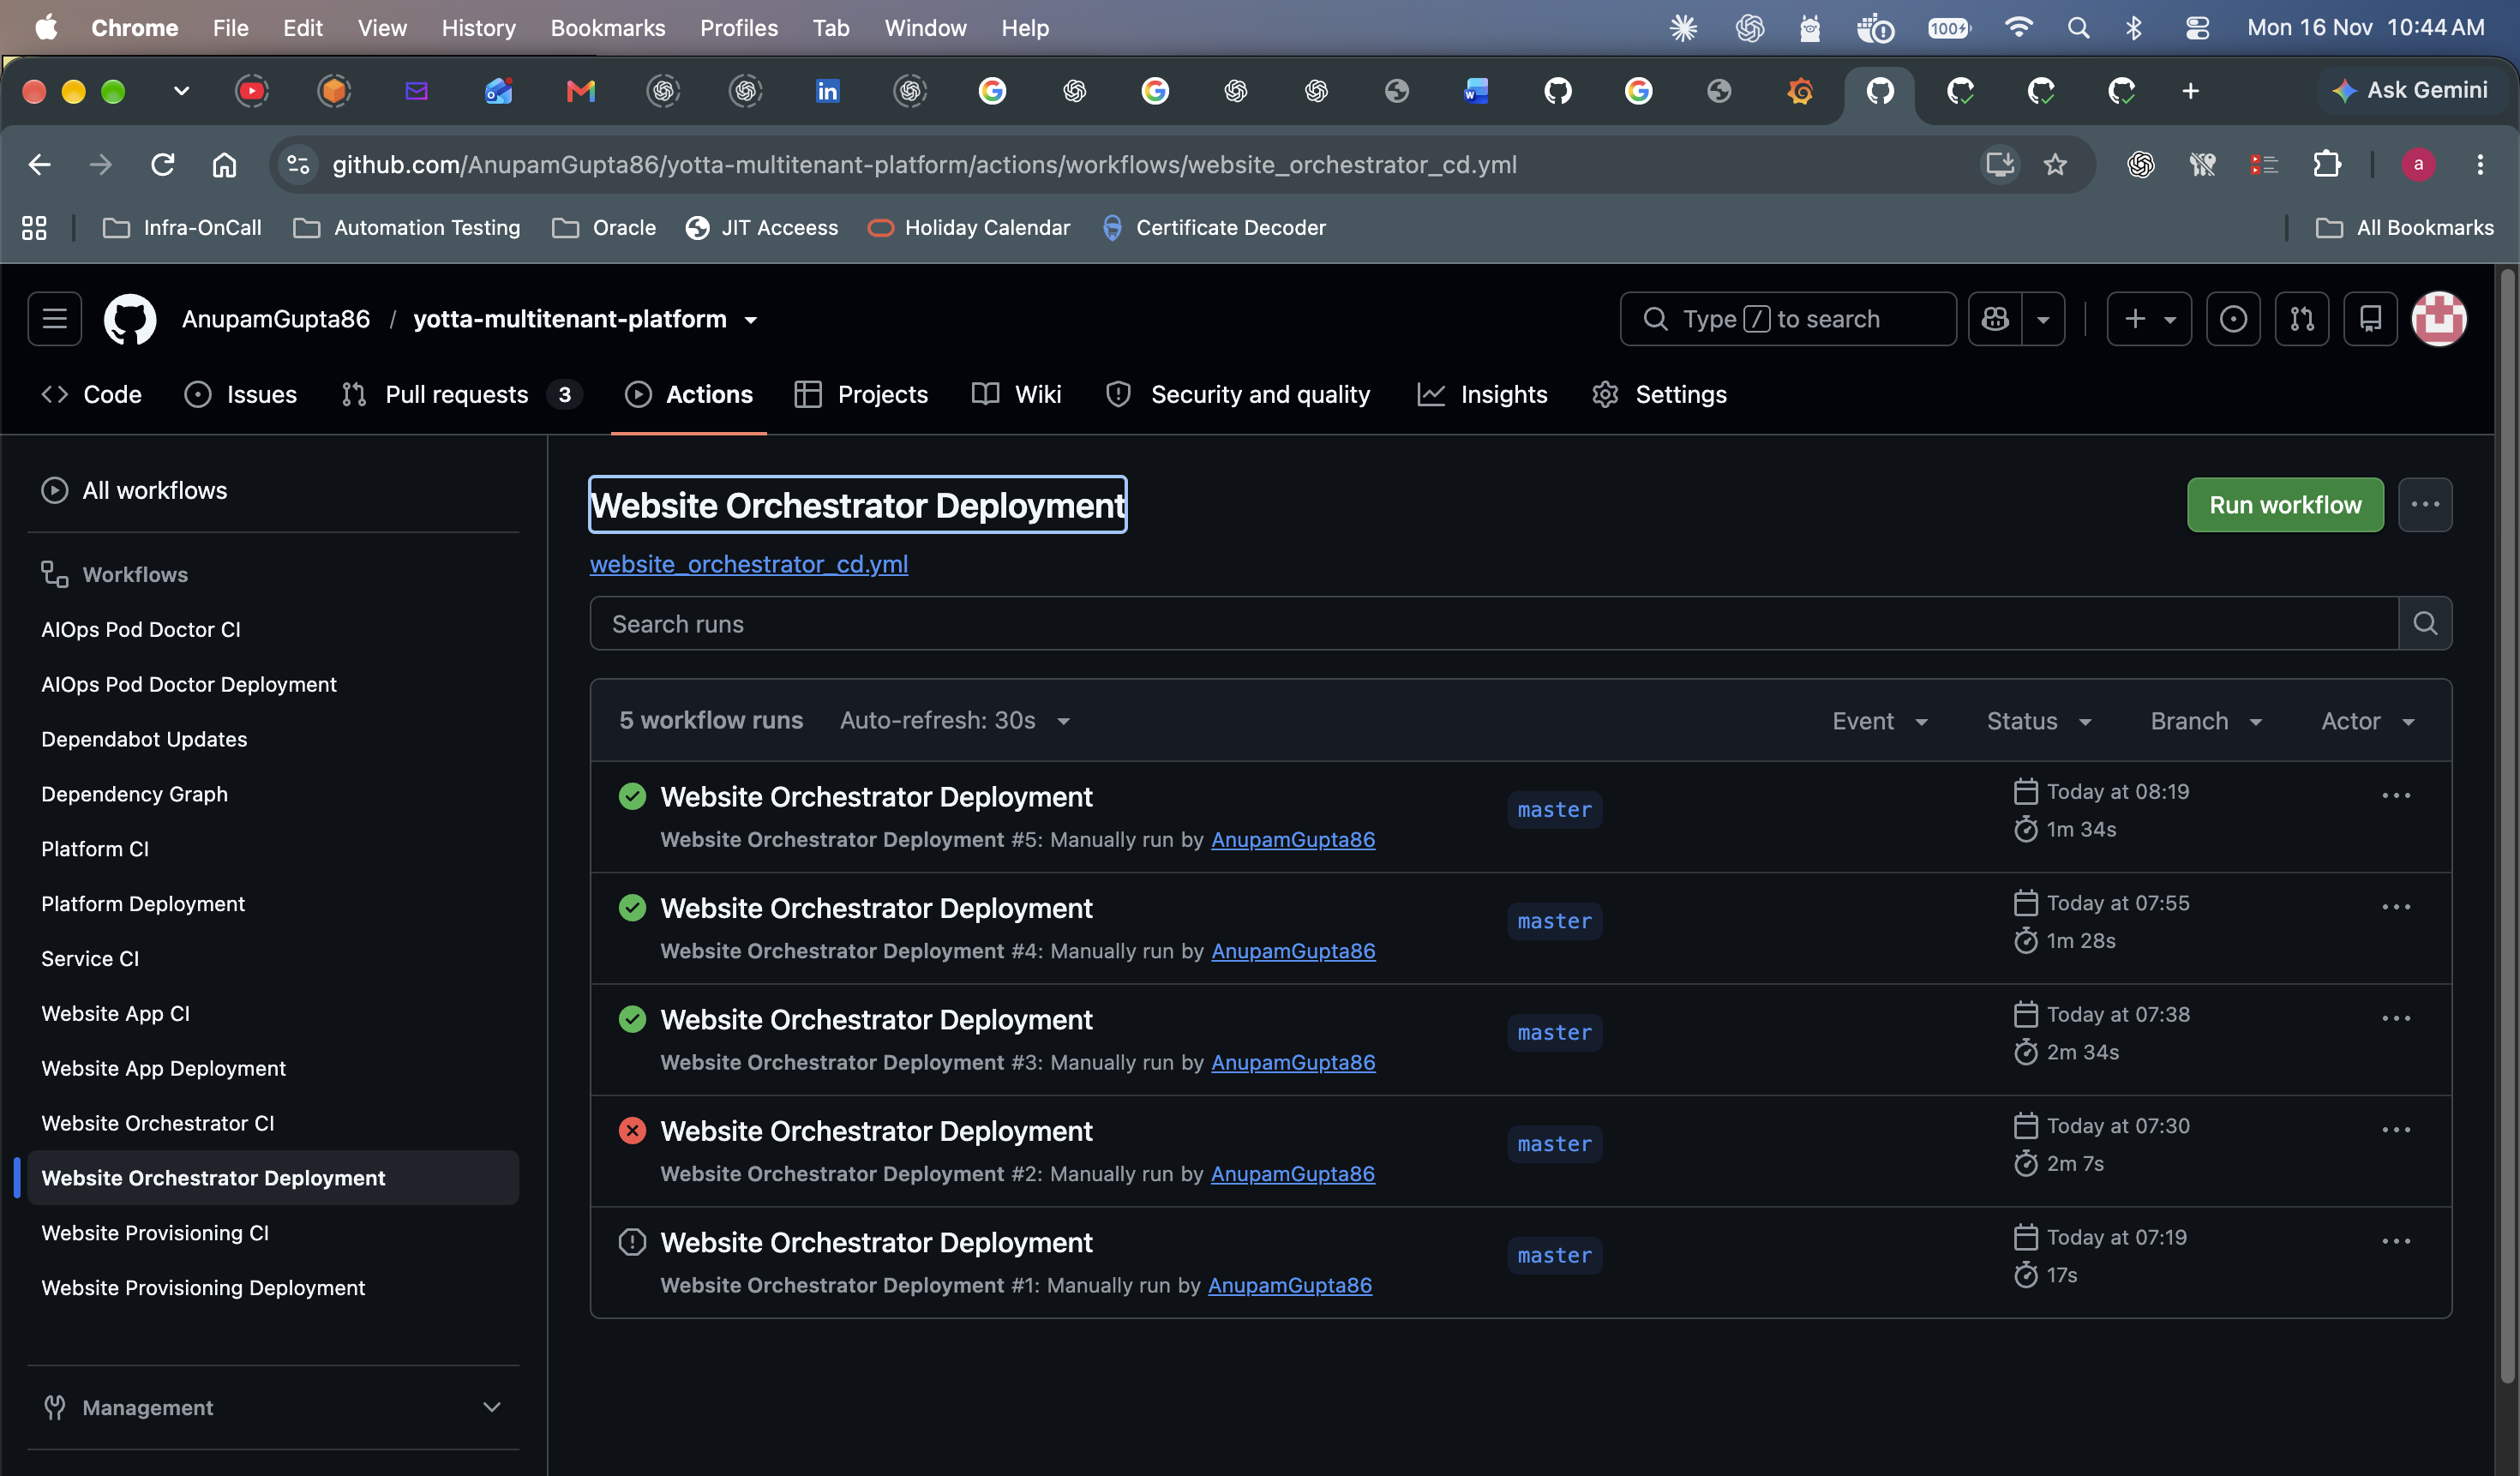 Chrome File Edit View History Bookmarks Profiles Tab Window Help 100 Mon 16 Nov 10:44 AM
Ask Gemini
github.com/AnupamGupta86/yotta-multitenant-platform/actions/workflows/website_orchestrator_cd.yml a
Infra-OnCall Automation Testing Oracle JIT Acceess Holiday Calendar Certificate Decoder All Bookmarks
AnupamGupta86 / yotta-multitenant-platform Type / to search
Code Issues Pull requests 3 Actions Projects Wiki Security and quality Insights Settings
All workflows
Workflows
AIOps Pod Doctor CI
AIOps Pod Doctor Deployment
Dependabot Updates
Dependency Graph
Platform CI
Platform Deployment
Service CI
Website App CI
Website App Deployment
Website Orchestrator CI
Website Orchestrator Deployment
Website Provisioning CI
Website Provisioning Deployment
Management
Website Orchestrator Deployment Run workflow
website_orchestrator_cd.yml
Search runs
5 workflow runs Auto-refresh: 30s Event Status Branch Actor
Website Orchestrator Deployment master Today at 08:19
Website Orchestrator Deployment #5: Manually run by AnupamGupta86 1m 34s
Website Orchestrator Deployment master Today at 07:55
Website Orchestrator Deployment #4: Manually run by AnupamGupta86 1m 28s
Website Orchestrator Deployment master Today at 07:38
Website Orchestrator Deployment #3: Manually run by AnupamGupta86 2m 34s
Website Orchestrator Deployment master Today at 07:30
Website Orchestrator Deployment #2: Manually run by AnupamGupta86 2m 7s
Website Orchestrator Deployment master Today at 07:19
Website Orchestrator Deployment #1: Manually run by AnupamGupta86 17s